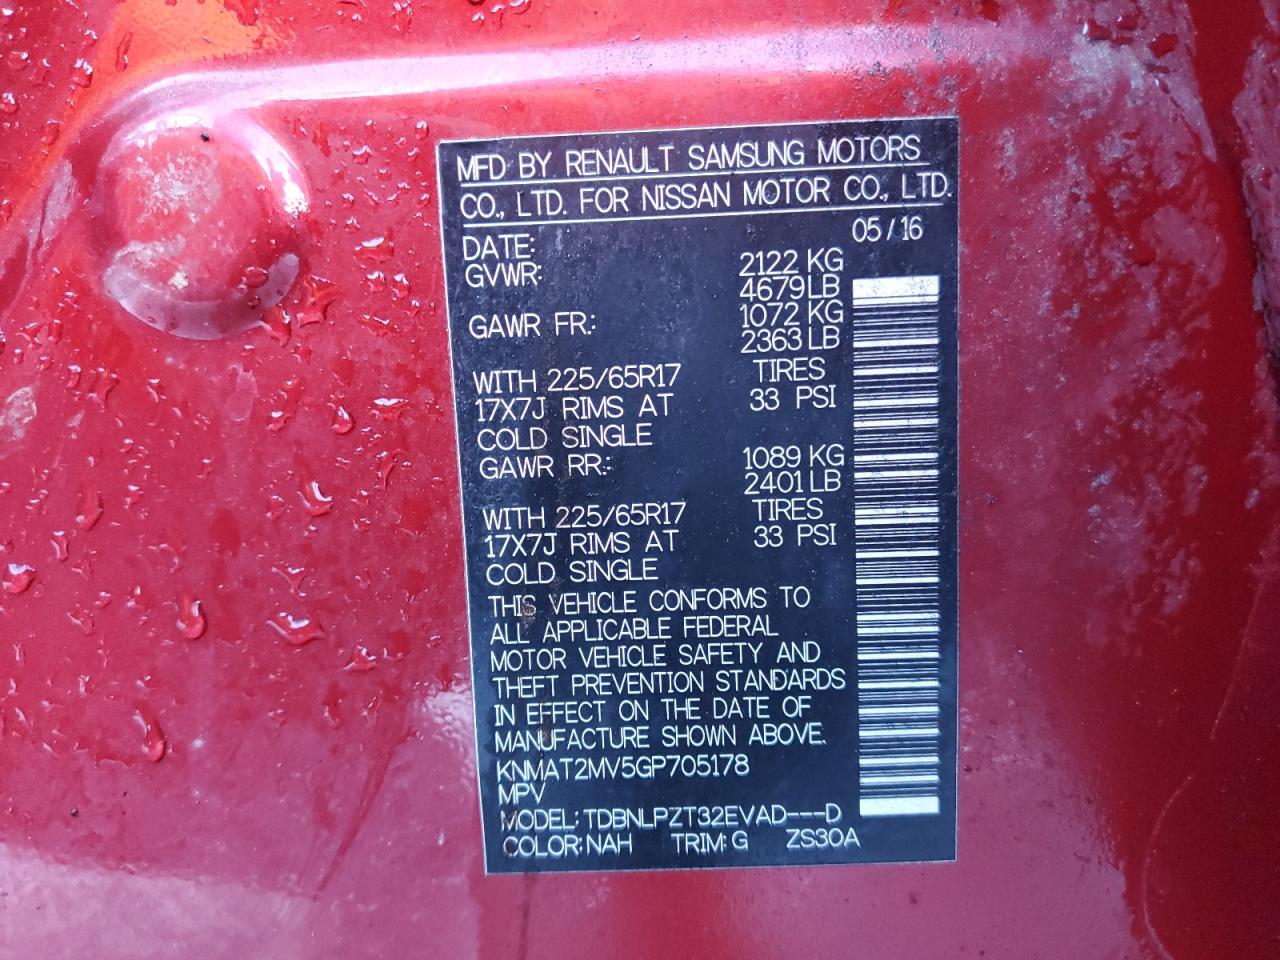 MFD BY RENAULT SAMSUNG MOTORS
CO., LTD. FOR NISSAN MOTOR CO., LTD.
DATE: 05/16
GVWR: 2122 KG
4679 LB
GAWR FR.: 1072 KG
2363 LB
WITH 225/65R17 TIRES
17X7J RIMS AT 33 PSI
COLD SINGLE
GAWR RR.: 1089 KG
2401 LB
WITH 225/65R17 TIRES
17X7J RIMS AT 33 PSI
COLD SINGLE
THIS VEHICLE CONFORMS TO
ALL APPLICABLE FEDERAL
MOTOR VEHICLE SAFETY AND
THEFT PREVENTION STANDARDS
IN EFFECT ON THE DATE OF
MANUFACTURE SHOWN ABOVE.
KNMAT2MV5GP705178
MPV
MODEL: TDBNLPZT32EVAD---D
COLOR: NAH TRIM: G ZS30A